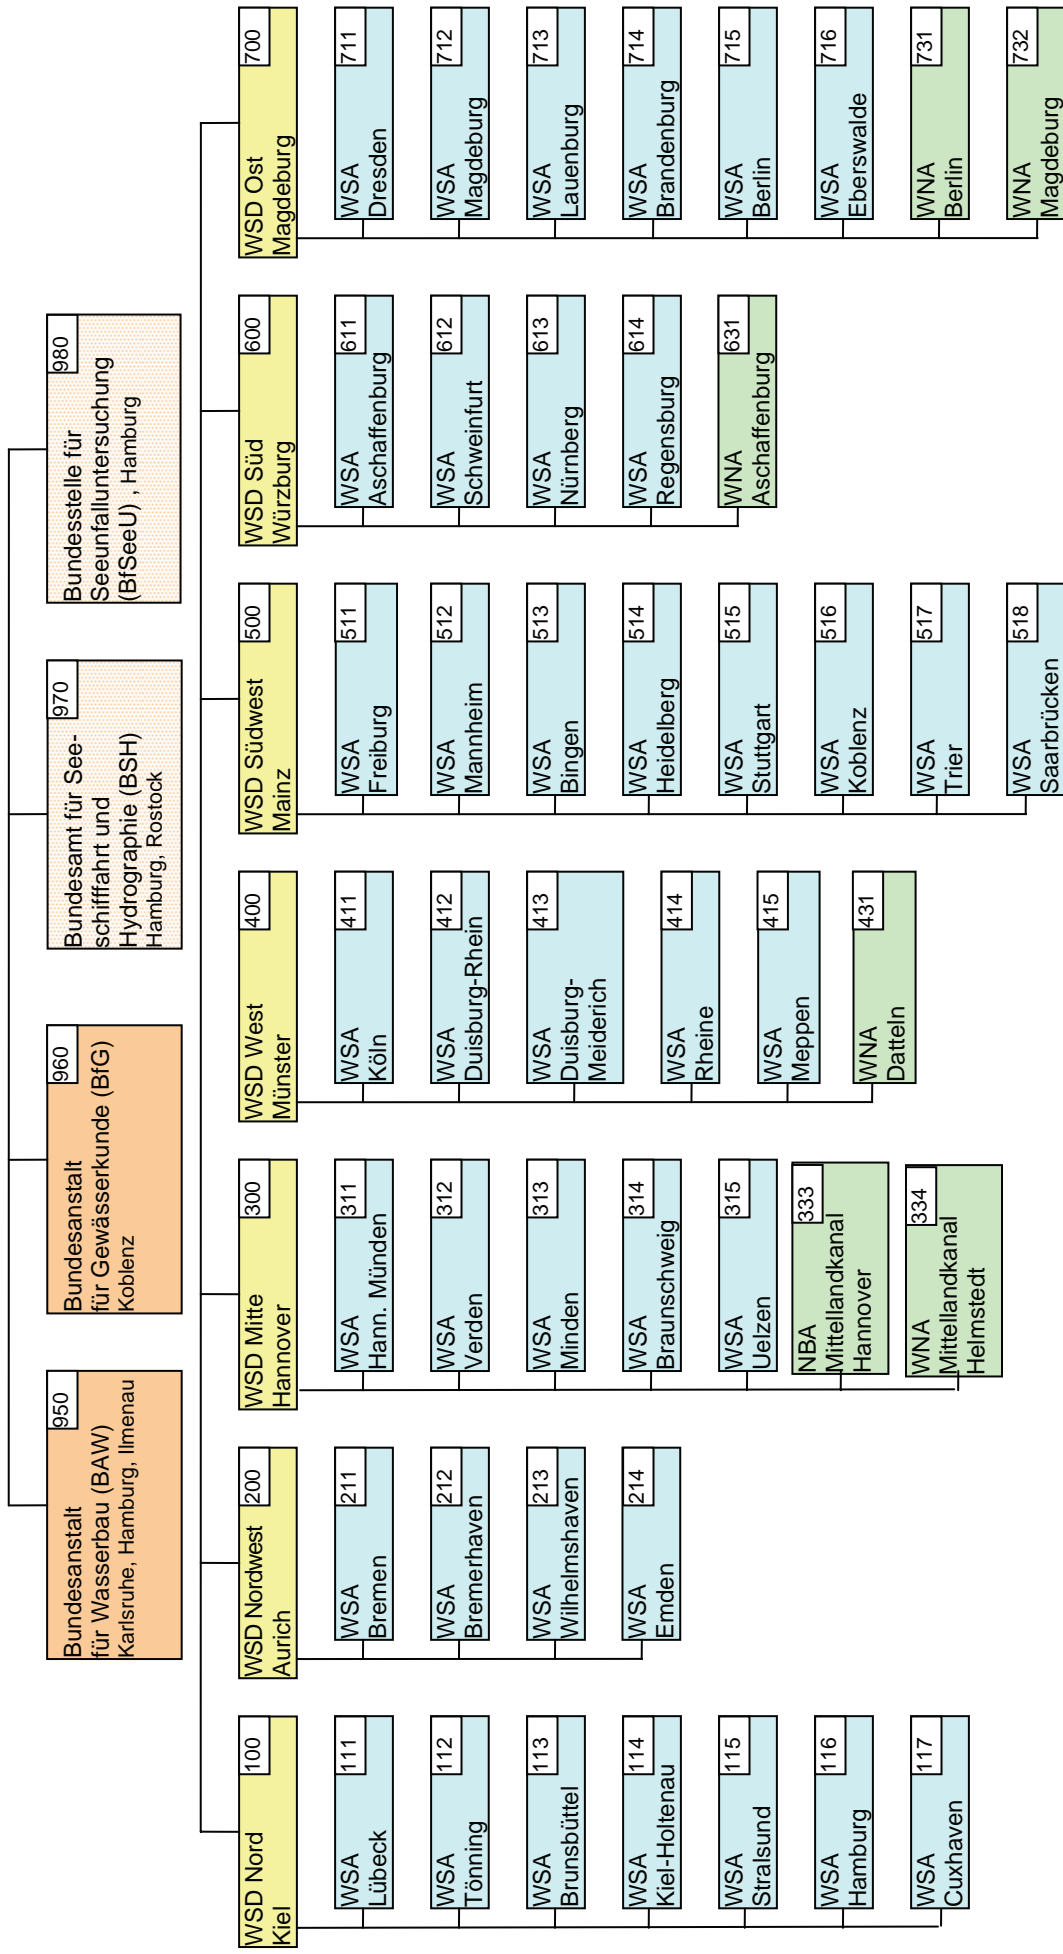 Bundesanstalt
für Wasserbau (BAW)
Karlsruhe, Hamburg, Ilmenau
950
Bundesanstalt
für Gewässerkunde (BfG)
Koblenz
960
Bundesamt für See-
schifffahrt und
Hydrographie (BSH)
Hamburg, Rostock
970
Bundesstelle für
Seeunfalluntersuchung
(BfSeeU) , Hamburg
980
WSD Nord
Kiel
100
WSA
Lübeck
111
WSA
Tönning
112
WSA
Brunsbüttel
113
WSA
Kiel-Holtenau
114
WSA
Stralsund
115
WSA
Hamburg
116
WSA
Cuxhaven
117
WSD Nordwest
Aurich
200
WSA
Bremen
211
WSA
Bremerhaven
212
WSA
Wilhelmshaven
213
WSA
Emden
214
WSD Mitte
Hannover
300
WSA
Hann. Münden
311
WSA
Verden
312
WSA
Minden
313
WSA
Braunschweig
314
WSA
Uelzen
315
NBA
Mittellandkanal
Hannover
333
WNA
Mittellandkanal
Helmstedt
334
WSD West
Münster
400
WSA
Köln
411
WSA
Duisburg-Rhein
412
WSA
Duisburg-
Meiderich
413
WSA
Rheine
414
WSA
Meppen
415
WNA
Datteln
431
WSD Südwest
Mainz
500
WSA
Freiburg
511
WSA
Mannheim
512
WSA
Bingen
513
WSA
Heidelberg
514
WSA
Stuttgart
515
WSA
Koblenz
516
WSA
Trier
517
WSA
Saarbrücken
518
WSD Süd
Würzburg
600
WSA
Aschaffenburg
611
WSA
Schweinfurt
612
WSA
Nürnberg
613
WSA
Regensburg
614
WNA
Aschaffenburg
631
WSD Ost
Magdeburg
700
WSA
Dresden
711
WSA
Magdeburg
712
WSA
Lauenburg
713
WSA
Brandenburg
714
WSA
Berlin
715
WSA
Eberswalde
716
WNA
Berlin
731
WNA
Magdeburg
732